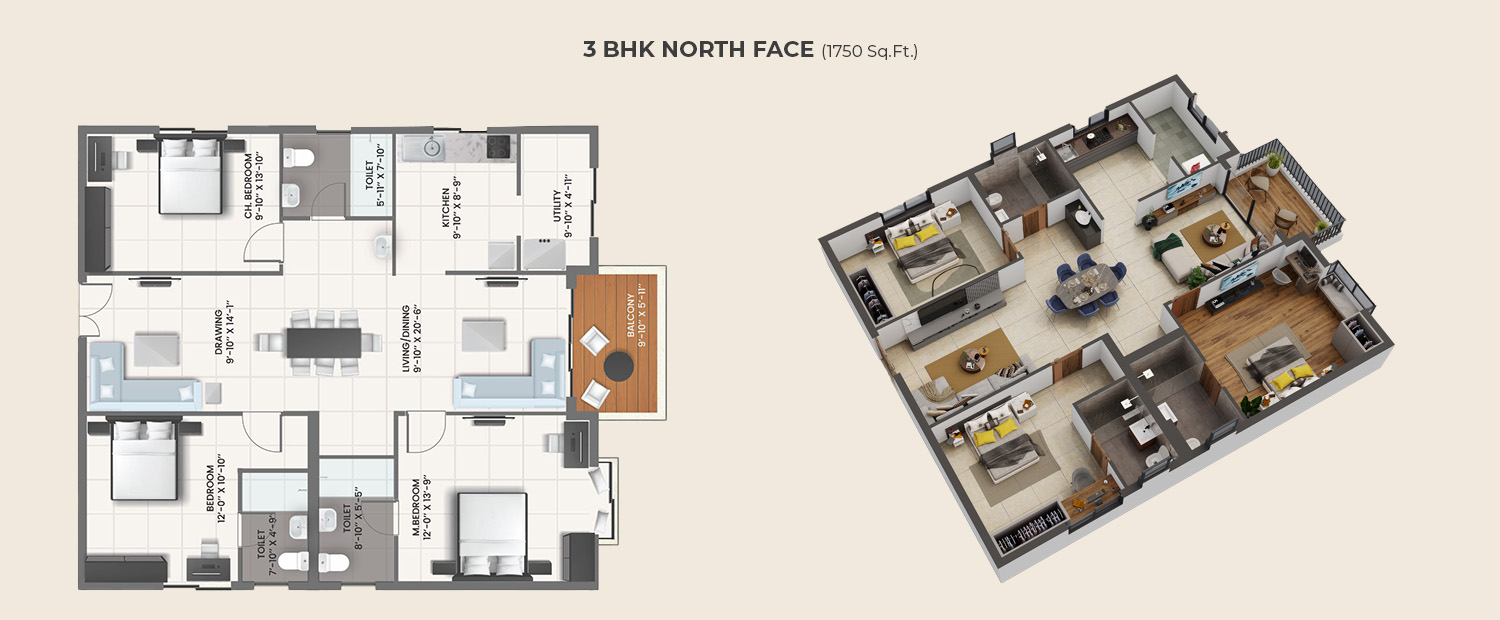 3 BHK NORTH FACE (1750 Sq.Ft.)
CH. BEDROOM
9'-10" X 13'-10"
TOILET
5'-11" X 7'-10"
KITCHEN
9'-10" X 8'-9"
UTILITY
9'-10" X 4'-11"
DRAWING
9'-10" X 14'-1"
LIVING/DINING
9'-10" X 20'-6"
BALCONY
9'-10" X 5'-11"
BEDROOM
12'-0" X 10'-10"
TOILET
7'-10" X 4'-9"
TOILET
8'-10" X 5'-5"
M.BEDROOM
12'-0" X 13'-9"